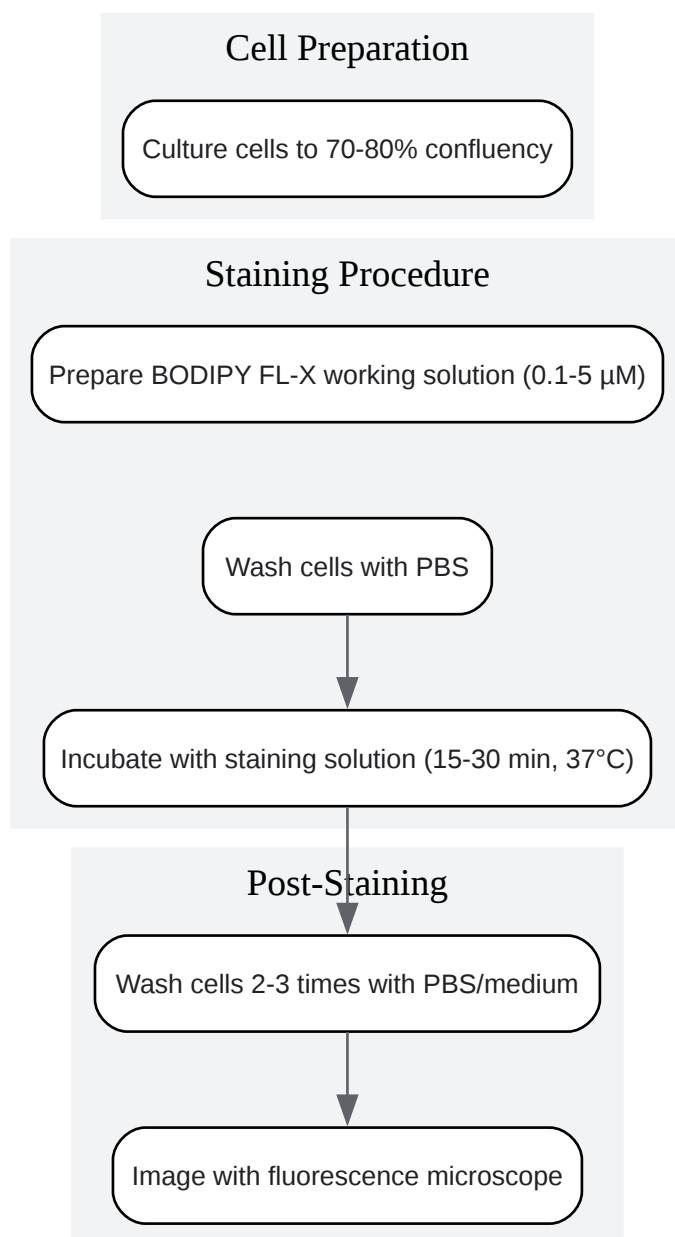 Cell Preparation
Culture cells to 70-80% confluency
Staining Procedure
Prepare BODIPY FL-X working solution (0.1-5 µM)
Wash cells with PBS
Incubate with staining solution (15-30 min, 37°C)
Post-Staining
Wash cells 2-3 times with PBS/medium
Image with fluorescence microscope